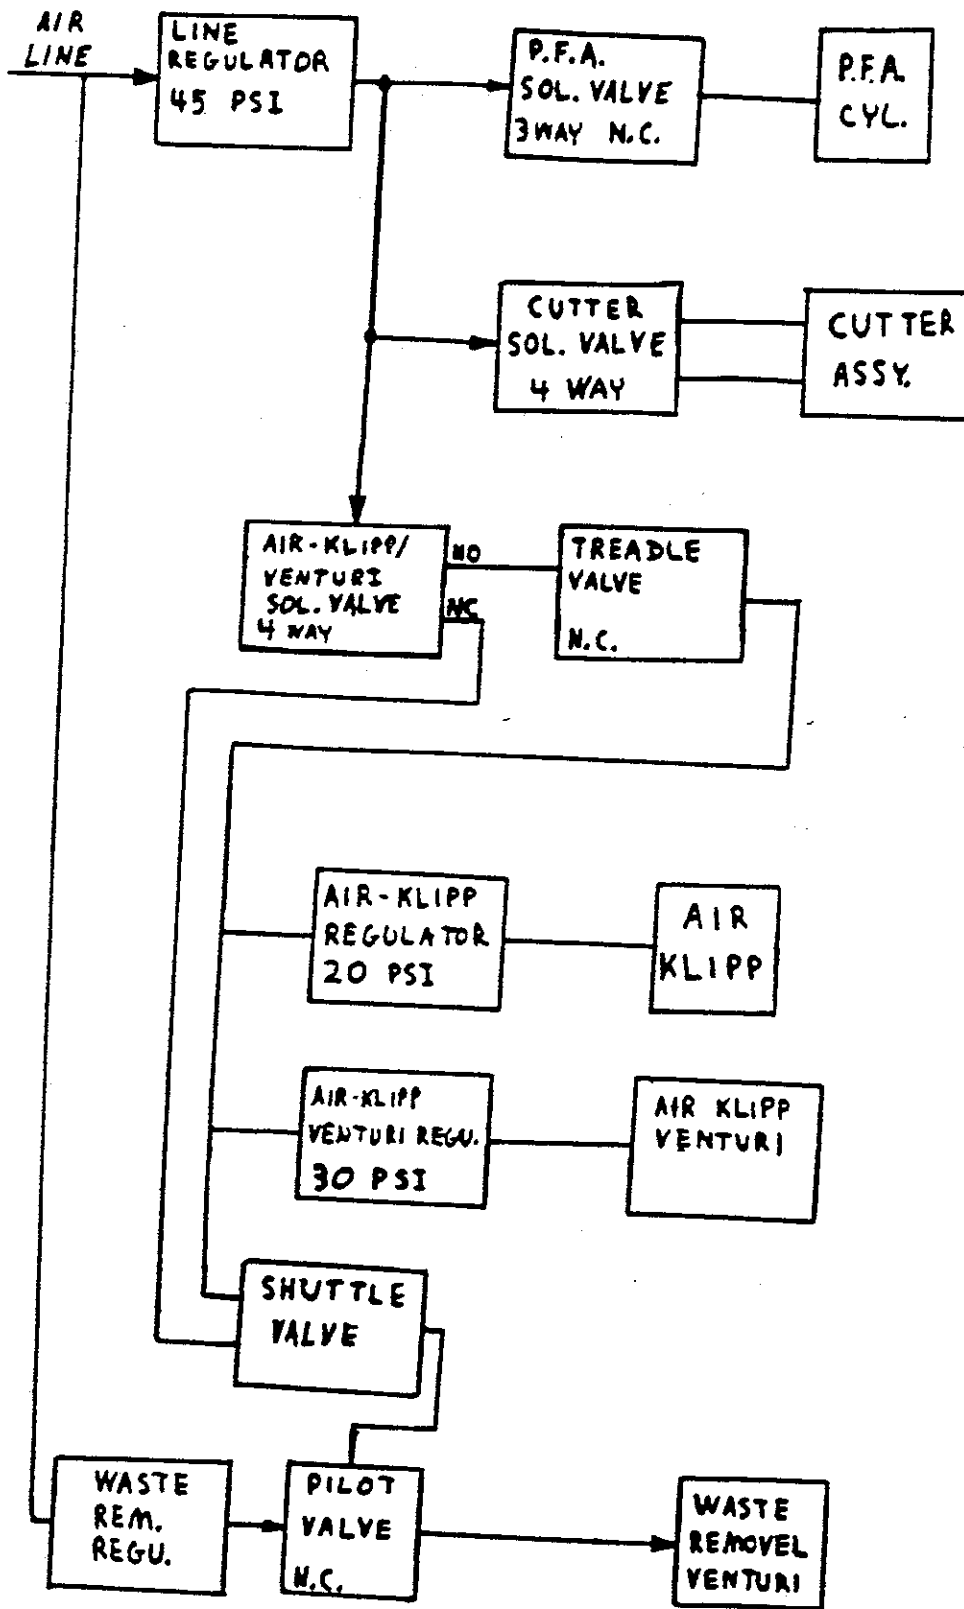 AIR
LINE
LINE
REGULATOR
45 PSI
P.F.A.
SOL. VALVE
3WAY N.C.
P.F.A.
CYL.
CUTTER
SOL. VALVE
4 WAY
CUTTER
ASSY.
AIR-KLIPP/
VENTURI
SOL. VALVE
4 WAY
NO
NC
TREADLE
VALVE
N.C.
AIR-KLIPP
REGULATOR
20 PSI
AIR
KLIPP
AIR-KLIPP
VENTURI REGU.
30 PSI
AIR KLIPP
VENTURI
SHUTTLE
VALVE
WASTE
REM.
REGU.
PILOT
VALVE
N.C.
WASTE
REMOVEL
VENTURI